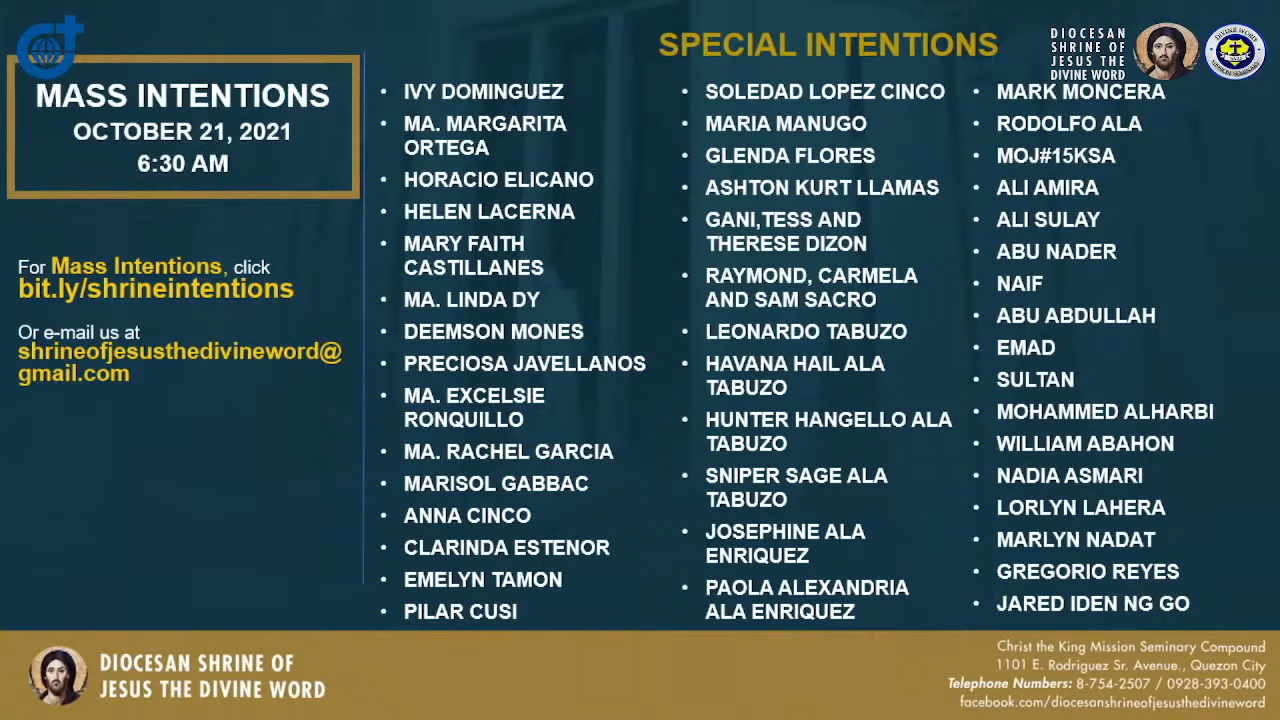 MASS INTENTIONS
OCTOBER 21, 2021
6:30 AM
For Mass Intentions, click
bit.ly/shrineintentions
Or e-mail us at
shrineofjesusthedivineword@
gmail.com
SPECIAL INTENTIONS
DIOCESAN
SHRINE OF
JESUS THE
DIVINE WORD
• IVY DOMINGUEZ
• MA. MARGARITA
ORTEGA
• HORACIO ELICANO
• HELEN LACERNA
• MARY FAITH
CASTILLANES
• MA. LINDA DY
• DEEMSON MONES
• PRECIOSA JAVELLANOS
• MA. EXCELSIE
RONQUILLO
• MA. RACHEL GARCIA
• MARISOL GABBAC
• ANNA CINCO
• CLARINDA ESTENOR
• EMELYN TAMON
• PILAR CUSI
• SOLEDAD LOPEZ CINCO
• MARIA MANUGO
• GLENDA FLORES
• ASHTON KURT LLAMAS
• GANI,TESS AND
THERESE DIZON
• RAYMOND, CARMELA
AND SAM SACRO
• LEONARDO TABUZO
• HAVANA HAIL ALA
TABUZO
• HUNTER HANGELLO ALA
TABUZO
• SNIPER SAGE ALA
TABUZO
• JOSEPHINE ALA
ENRIQUEZ
• PAOLA ALEXANDRIA
ALA ENRIQUEZ
• MARK MONCERA
• RODOLFO ALA
• MOJ#15KSA
• ALI AMIRA
• ALI SULAY
• ABU NADER
• NAIF
• ABU ABDULLAH
• EMAD
• SULTAN
• MOHAMMED ALHARBI
• WILLIAM ABAHON
• NADIA ASMARI
• LORLYN LAHERA
• MARLYN NADAT
• GREGORIO REYES
• JARED IDEN NG GO
DIOCESAN SHRINE OF
JESUS THE DIVINE WORD
Christ the King Mission Seminary Compound
1101 E. Rodriguez Sr. Avenue., Quezon City
Telephone Numbers: 8-754-2507 / 0928-393-0400
facebook.com/diocesanshrineofjesusthedivineword